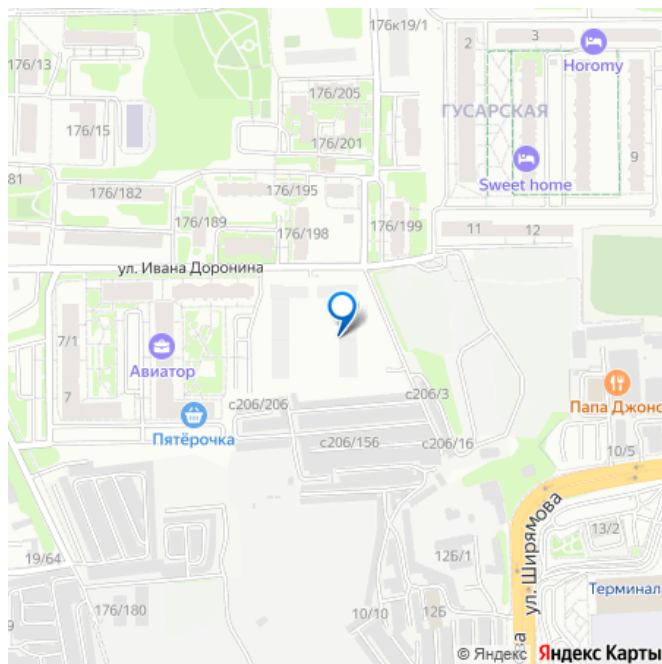 176к19/1
2
3
Horomy
176/13
176/205
ГУСАРСКАЯ
176/15
176/201
Sweet home
9
81
176/182
176/195
176/189
176/198
176/199
11
12
ул. Ивана Доронина
7/1
Авиатор
7
с206/206
с206/3
Папа Джонс
Пятёрочка
с206/156
с206/16
10/5
ул. Ширямова
13/2
19/64
12Б/1
Терминал
176/180
10/10
12Б
ва
© Яндекс Яндекс Карты